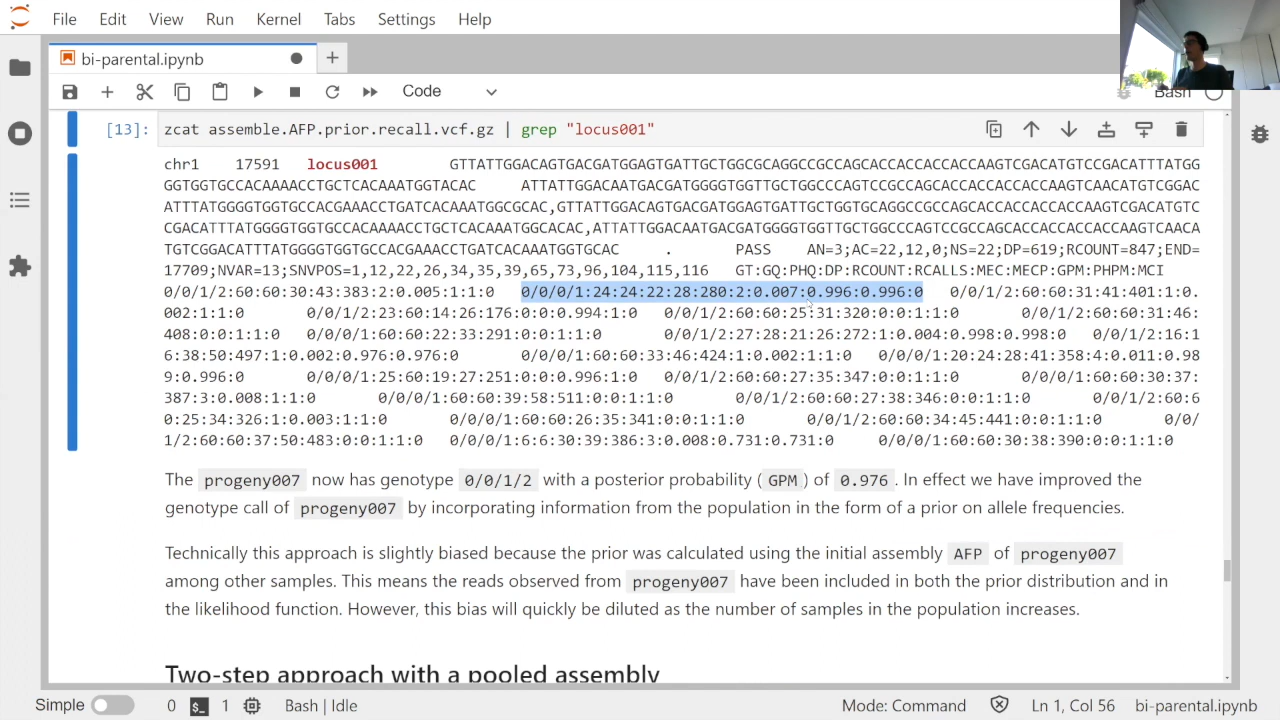 File Edit View Run Kernel Tabs Settings Help
bi-parental.ipynb
Code
Bash
[13]: zcat assemble.AFP.prior.recall.vcf.gz | grep "locus001"
chr1 17591 locus001 GTTATTGGACAGTGACGATGGAGTGATTGCTGGCGCAGGCCGCCAGCACCACCACCACCAAGTCGACATGTCCGACATTTATGG
GGTGGTGCCACAAAACCTGCTCACAAATGGTACAC ATTATTGGACAATGACGATGGGGTGGTTGCTGGCCCAGTCCGCCAGCACCACCACCACCAAGTCAACATGTCGGAC
ATTTATGGGGTGGTGCCACGAAACCTGATCACAAATGGCGCAC,GTTATTGGACAGTGACGATGGAGTGATTGCTGGTGCAGGCCGCCAGCACCACCACCACCAAGTCGACATGTC
CGACATTTATGGGGTGGTGCCACAAAACCTGCTCACAAATGGCACAC,ATTATTGGACAATGACGATGGGGTGGTTGCTGGCCCAGTCCGCCAGCACCACCACCACCAAGTCAACA
TGTCGGACATTTATGGGGTGGTGCCACGAAACCTGATCACAAATGGTGCAC . PASS AN=3;AC=22,12,0;NS=22;DP=619;RCOUNT=847;END=
17709;NVAR=13;SNVPOS=1,12,22,26,34,35,39,65,73,96,104,115,116 GT:GQ:PHQ:DP:RCOUNT:RCALLS:MEC:MECP:GPM:PHPM:MCI
0/0/1/2:60:60:30:43:383:2:0.005:1:1:0 0/0/0/1:24:24:22:28:280:2:0.007:0.996:0.996:0 0/0/1/2:60:60:31:41:401:1:0.
002:1:1:0 0/0/1/2:23:60:14:26:176:0:0:0.994:1:0 0/0/1/2:60:60:25:31:320:0:0:1:1:0 0/0/1/2:60:60:31:46:
408:0:0:1:1:0 0/0/1/2:60:60:22:33:291:0:0:1:1:0 0/0/1/2:27:28:21:26:272:1:0.004:0.998:0.998:0 0/0/1/2:16:1
6:38:50:497:1:0.002:0.976:0.976:0 0/0/0/1:60:60:33:46:424:1:0.002:1:1:0 0/0/0/1:20:24:28:41:358:4:0.011:0.98
9:0.996:0 0/0/0/1:25:60:19:27:251:0:0:0.996:1:0 0/0/1/2:60:60:27:35:347:0:0:1:1:0 0/0/0/1:60:60:30:37:
387:3:0.008:1:1:0 0/0/0/1:60:60:39:58:511:0:0:1:1:0 0/0/1/2:60:60:27:38:346:0:0:1:1:0 0/0/1/2:60:6
0:25:34:326:1:0.003:1:1:0 0/0/0/1:60:60:26:35:341:0:0:1:1:0 0/0/1/2:60:60:34:45:441:0:0:1:1:0 0/0/
1/2:60:60:37:50:483:0:0:1:1:0 0/0/0/1:6:6:30:39:386:3:0.008:0.731:0.731:0 0/0/0/1:60:60:30:38:390:0:0:1:1:0
The progeny007 now has genotype 0/0/1/2 with a posterior probability (GPM) of 0.976. In effect we have improved the
genotype call of progeny007 by incorporating information from the population in the form of a prior on allele frequencies.
Technically this approach is slightly biased because the prior was calculated using the initial assembly AFP of progeny007
among other samples. This means the reads observed from progeny007 have been included in both the prior distribution and in
the likelihood function. However, this bias will quickly be diluted as the number of samples in the population increases.
Two-step approach with a pooled assembly
Simple 0 1 Bash | Idle Mode: Command Ln 1, Col 56 bi-parental.ipynb